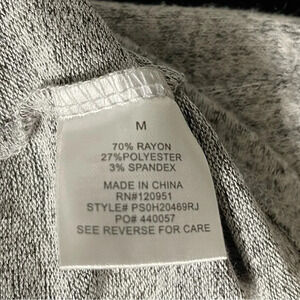 M
70% RAYON
27%POLYESTER
3% SPANDEX
MADE IN CHINA
RN#120951
STYLE# PS0H20469RJ
PO# 440057
SEE REVERSE FOR CARE